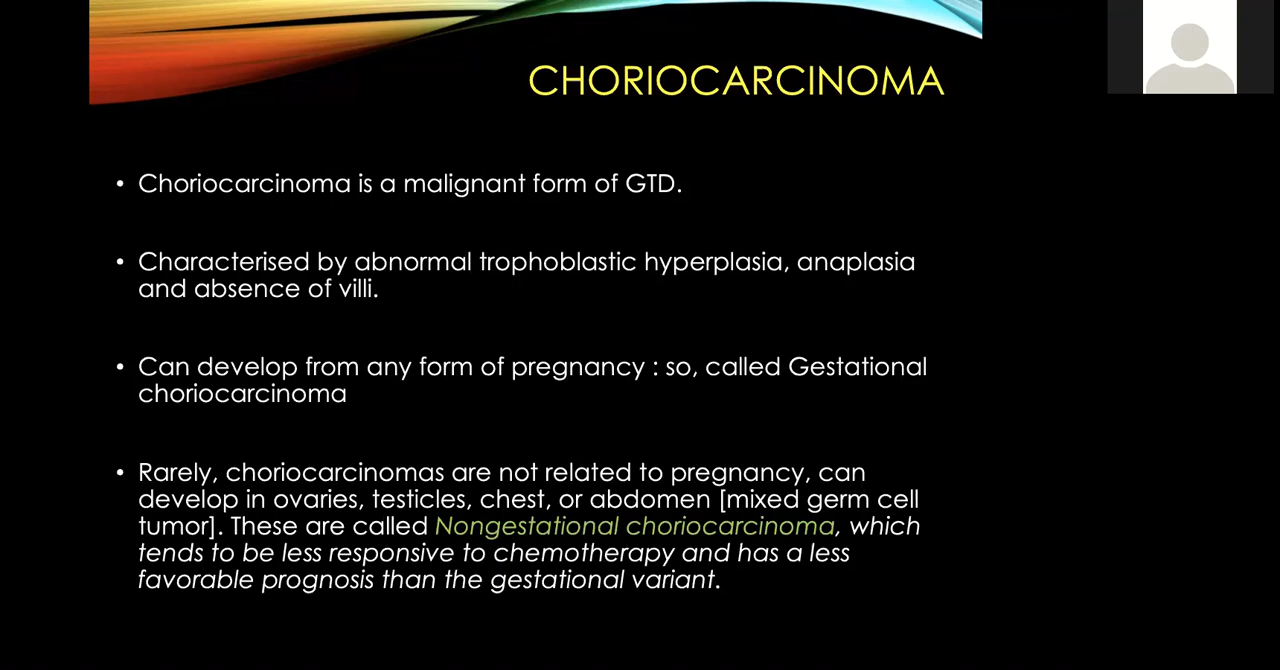 CHORIOCARCINOMA
• Choriocarcinoma is a malignant form of GTD.
• Characterised by abnormal trophoblastic hyperplasia, anaplasia
and absence of villi.
• Can develop from any form of pregnancy : so, called Gestational
choriocarcinoma
• Rarely, choriocarcinomas are not related to pregnancy, can
develop in ovaries, testicles, chest, or abdomen [mixed germ cell
tumor]. These are called Nongestational choriocarcinoma, which
tends to be less responsive to chemotherapy and has a less
favorable prognosis than the gestational variant.